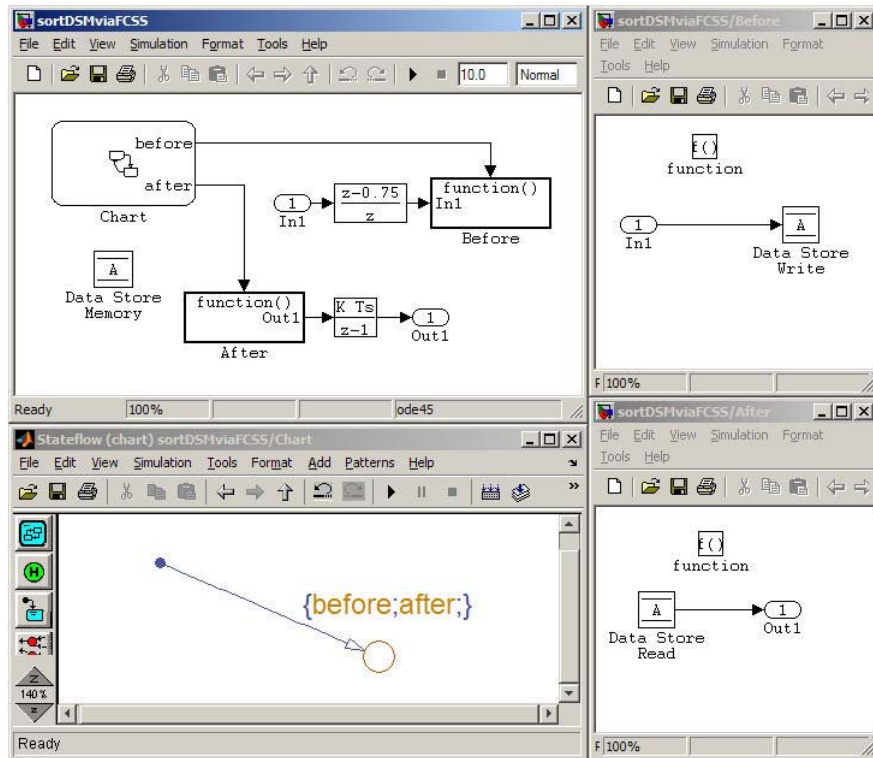 sortDSMviaFCSS
File Edit View Simulation Format Tools Help
10.0 Normal
before
after
Chart
A
Data Store
Memory
1
In1
z-0.75
z
function()
In1
Before
function()
Out1
After
K Ts
z-1
1
Out1
Ready 100% ode45
sortDSMviaFCSS/Before
File Edit View Simulation Format
Tools Help
f()
function
1
In1
A
Data Store
Write
F 100%
Stateflow (chart) sortDSMviaFCSS/Chart
File Edit View Simulation Tools Format Add Patterns Help
»
H
Z
140%
z
{before;after;}
Ready
sortDSMviaFCSS/After
File Edit View Simulation Format
Tools Help
f()
function
A
Data Store
Read
1
Out1
F 100%